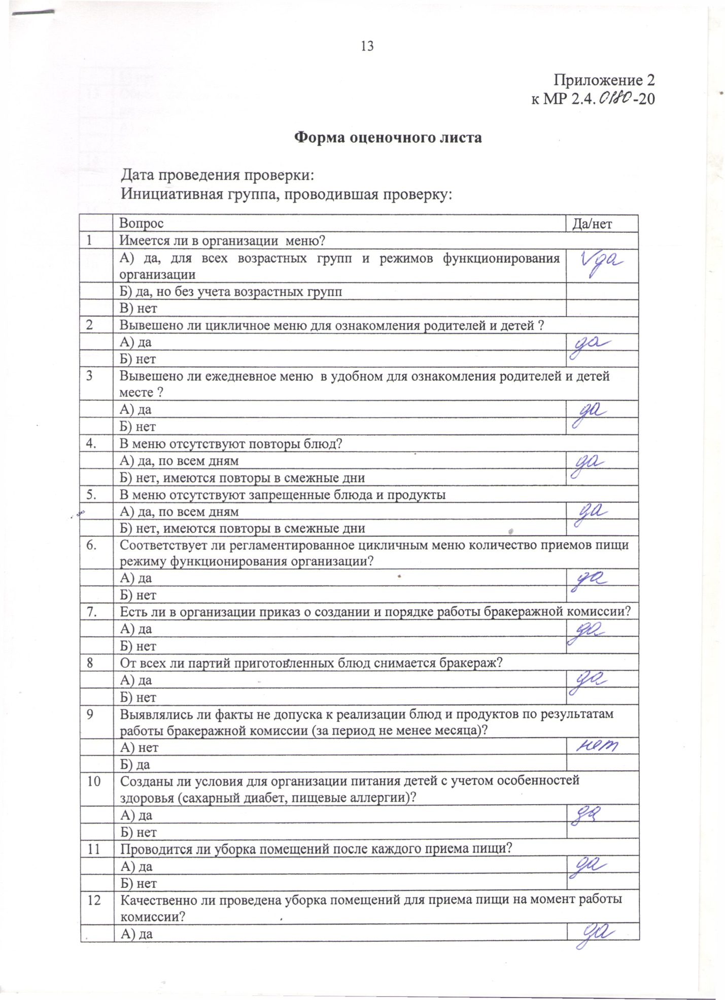 13
Приложение 2
к МР 2.4.0180-20
Форма оценочного листа
Дата проведения проверки:
Инициативная группа, проводившая проверку:
Вопрос Да/нет
1 Имеется ли в организации меню?
А) да, для всех возрастных групп и режимов функционирования
организации
Vда
Б) да, но без учета возрастных групп
В) нет
2 Вывешено ли цикличное меню для ознакомления родителей и детей ?
А) да да
Б) нет
3 Вывешено ли ежедневное меню в удобном для ознакомления родителей и детей
месте ?
А) да да
Б) нет
4. В меню отсутствуют повторы блюд?
А) да, по всем дням да
Б) нет, имеются повторы в смежные дни
5. В меню отсутствуют запрещенные блюда и продукты
А) да, по всем дням да
Б) нет, имеются повторы в смежные дни
6. Соответствует ли регламентированное цикличным меню количество приемов пищи
режиму функционирования организации?
А) да да
Б) нет
7. Есть ли в организации приказ о создании и порядке работы бракеражной комиссии?
А) да да
Б) нет
8 От всех ли партий приготовленных блюд снимается бракераж?
А) да да
Б) нет
9 Выявлялись ли факты не допуска к реализации блюд и продуктов по результатам
работы бракеражной комиссии (за период не менее месяца)?
А) нет нет
Б) да
10 Созданы ли условия для организации питания детей с учетом особенностей
здоровья (сахарный диабет, пищевые аллергии)?
А) да да
Б) нет
11 Проводится ли уборка помещений после каждого приема пищи?
А) да да
Б) нет
12 Качественно ли проведена уборка помещений для приема пищи на момент работы
комиссии?
А) да да